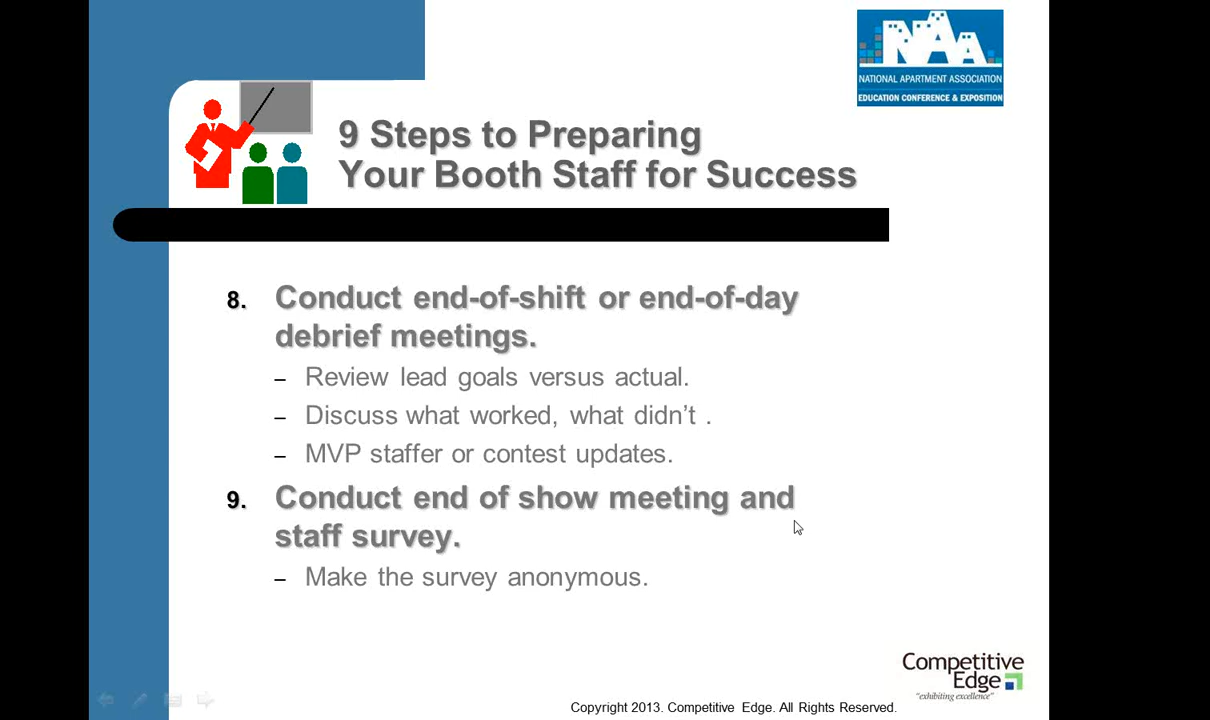 NAA
NATIONAL APARTMENT ASSOCIATION
EDUCATION CONFERENCE & EXPOSITION
9 Steps to Preparing
Your Booth Staff for Success
8. Conduct end-of-shift or end-of-day
debrief meetings.
– Review lead goals versus actual.
– Discuss what worked, what didn’t .
– MVP staffer or contest updates.
9. Conduct end of show meeting and
staff survey.
– Make the survey anonymous.
Competitive
Edge
"exhibiting excellence"
Copyright 2013. Competitive Edge. All Rights Reserved.